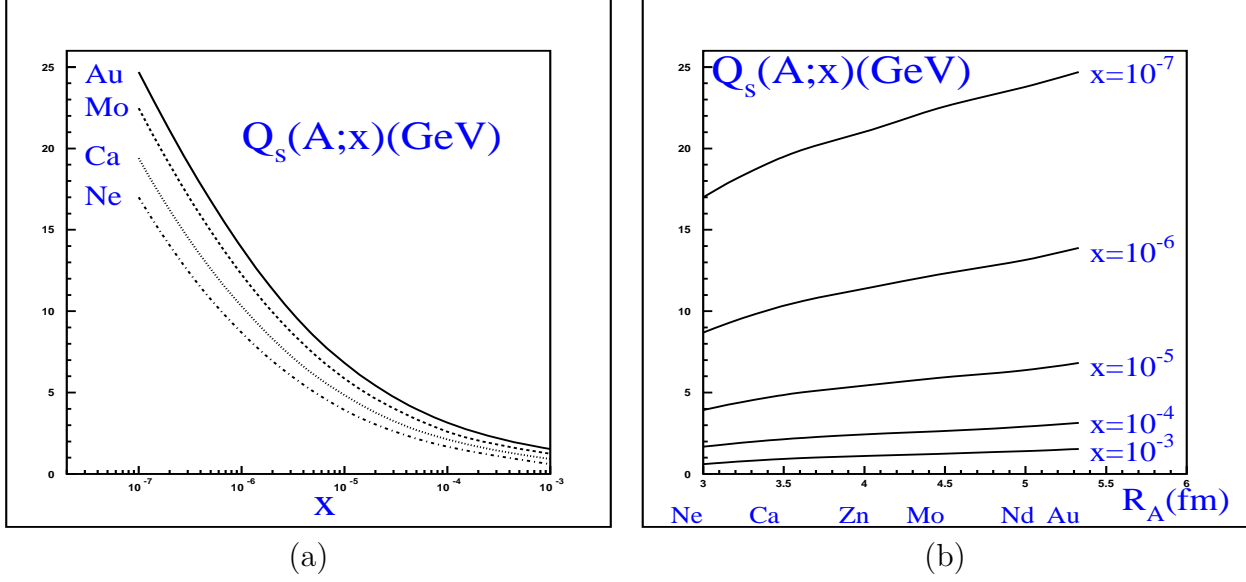 25
20
15
10
5
0
Au
Mo
Ca
Ne
Qs(A;x)(GeV)
10-7
10-6
10-5
10-4
10-3
x
(a)
Qs(A;x)(GeV)
25
20
15
10
5
0
x=10-7
x=10-6
x=10-5
x=10-4
x=10-3
3 3.5 4 4.5 5 5.5 6
Ne Ca Zn Mo Nd Au RA(fm)
(b)